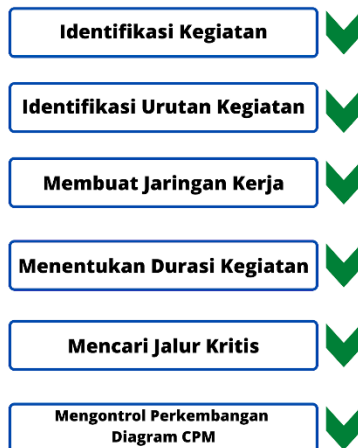 Identifikasi Kegiatan
Identifikasi Urutan Kegiatan
Membuat Jaringan Kerja
Menentukan Durasi Kegiatan
Mencari Jalur Kritis
Mengontrol Perkembangan
Diagram CPM